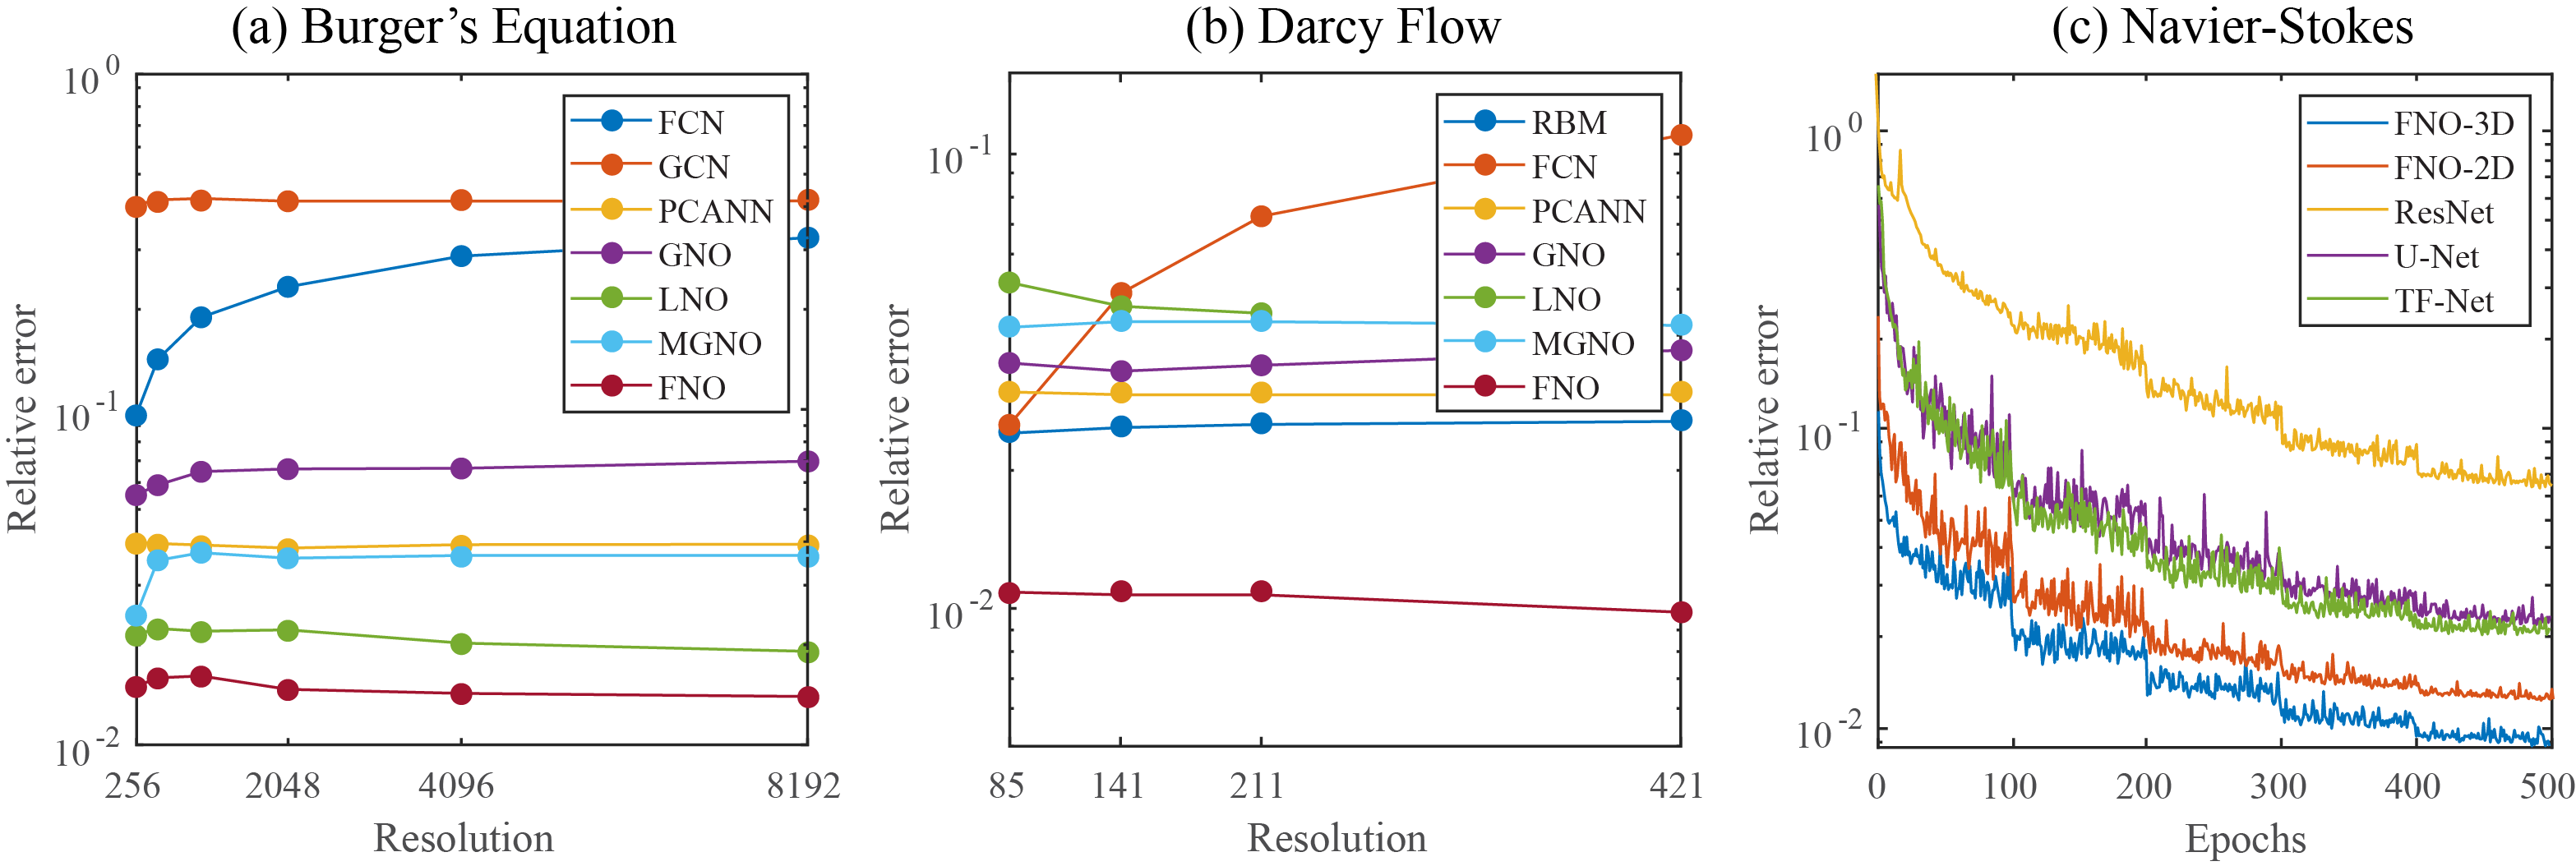 (a) Burger’s Equation
10^0
10^-1
10^-2
Relative error
FCN
GCN
PCANN
GNO
LNO
MGNO
FNO
256 2048 4096 8192
Resolution
(b) Darcy Flow
10^-1
10^-2
Relative error
RBM
FCN
PCANN
GNO
LNO
MGNO
FNO
85 141 211 421
Resolution
(c) Navier-Stokes
10^0
10^-1
10^-2
Relative error
FNO-3D
FNO-2D
ResNet
U-Net
TF-Net
0 100 200 300 400 500
Epochs